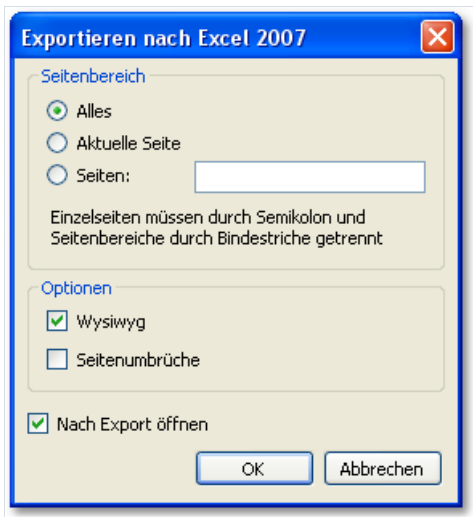 Exportieren nach Excel 2007
Seitenbereich
Alles
Aktuelle Seite
Seiten:
Einzelseiten müssen durch Semikolon und
Seitenbereiche durch Bindestriche getrennt
Optionen
Wysiwyg
Seitenumbrüche
Nach Export öffnen
OK Abbrechen